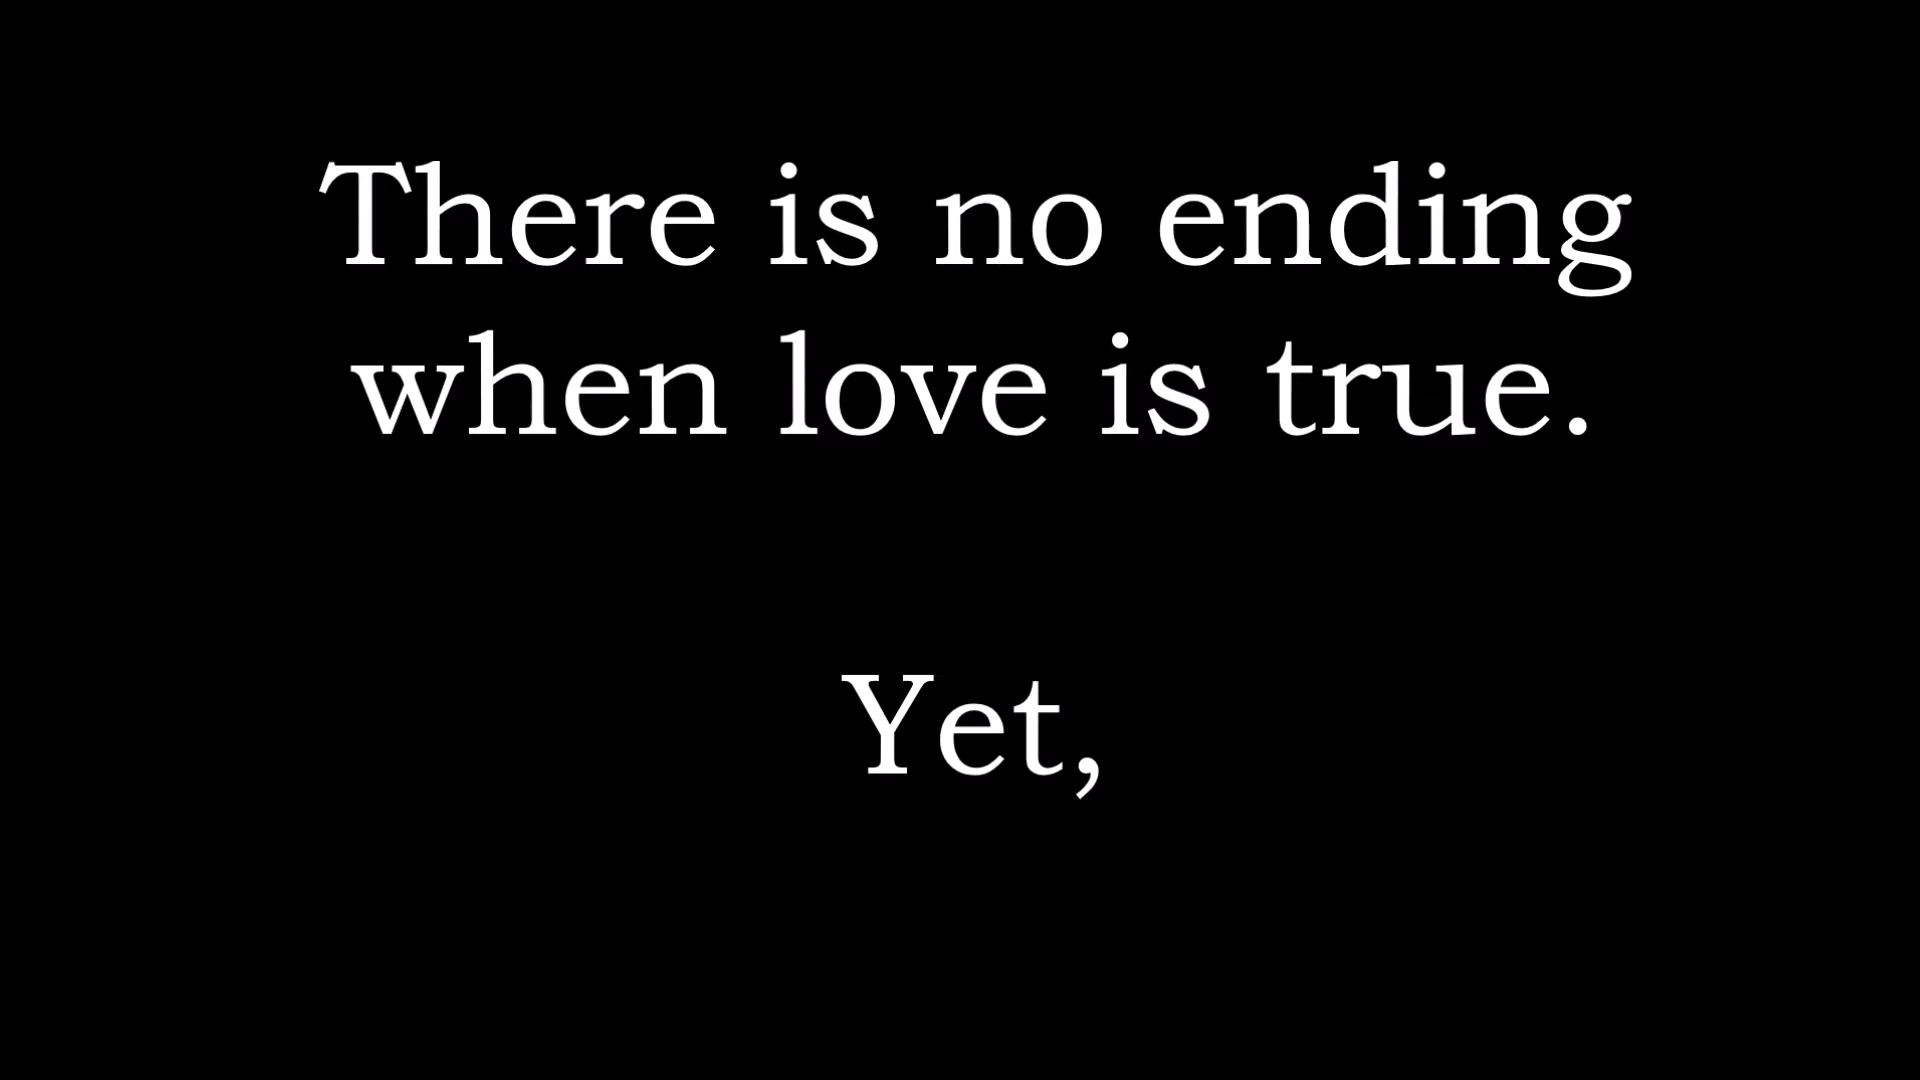 There is no ending
when love is true.
Yet,